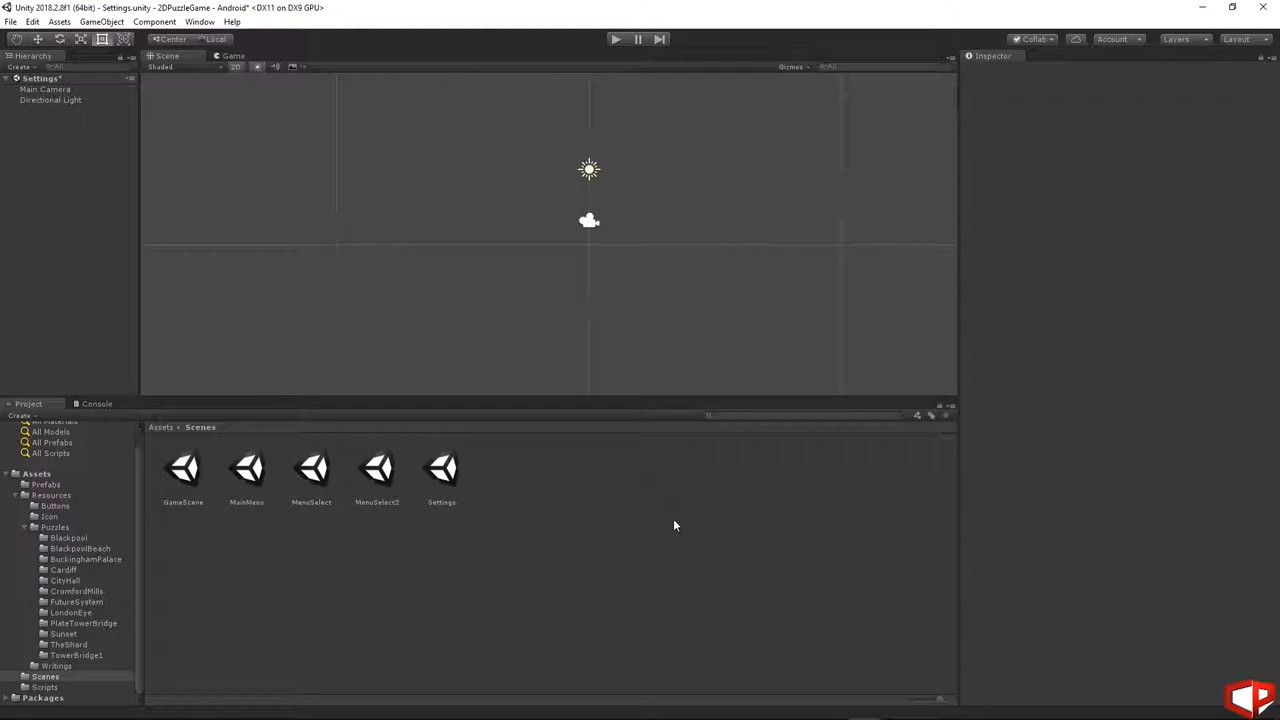 Unity 2018.2.8f1 (64bit) - Settings.unity - 2DPuzzleGame - Android* <DX11 on DX9 GPU>
File Edit Assets GameObject Component Window Help
Center Local Collab Account Layers Layout
Hierarchy Scene Game Inspector
Create All Shaded 2D Gizmos All
Settings*
Main Camera
Directional Light
Project Console
Create
All Materials
All Models
All Prefabs
All Scripts
Assets
Prefabs
Resources
Buttons
Icon
Puzzles
Blackpool
BlackpoolBeach
BuckinghamPalace
Cardiff
CityHall
CromfordMills
FutureSystem
LondonEye
PlateTowerBridge
Sunset
TheShard
TowerBridge1
Writings
Scenes
Scripts
Packages
Assets Scenes
GameScene MainMenu MenuSelect MenuSelect2 Settings